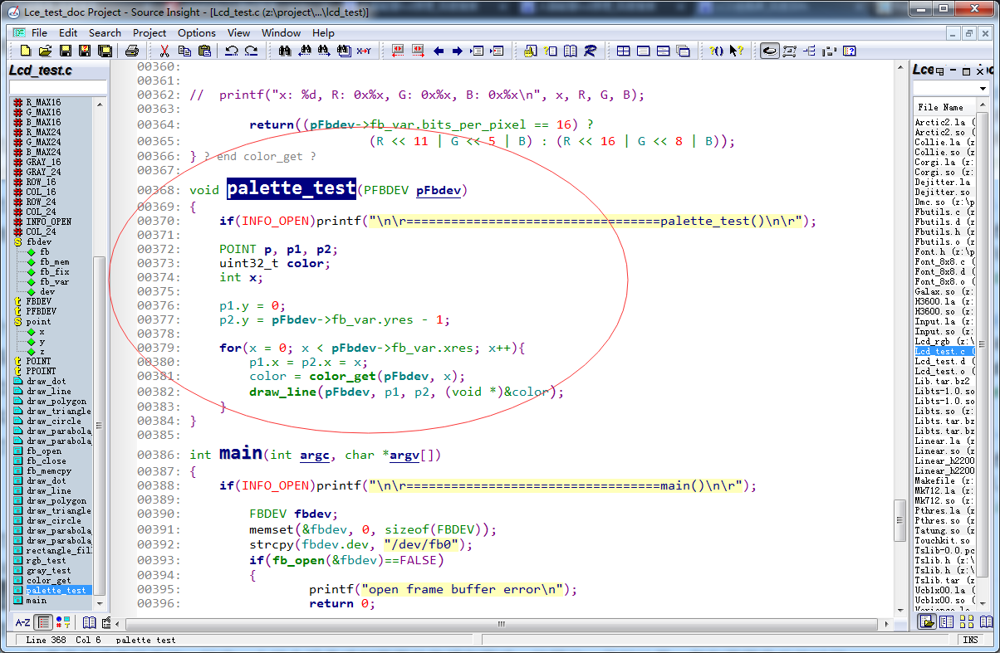 Lce_test_doc Project - Source Insight - [Lcd_test.c (z:\project\...\lcd_test)]
File Edit Search Project Options View Window Help
Lcd_test.c
R_MAX16
G_MAX16
B_MAX16
R_MAX24
G_MAX24
B_MAX24
GRAY_16
GRAY_24
ROW_16
COL_16
ROW_24
COL_24
INFO_OPEN
COL_24
fbdev
fb
fb_mem
fb_fix
fb_var
dev
FBDEV
PFBDEV
point
x
y
z
POINT
PPOINT
draw_dot
draw_line
draw_polygon
draw_triangle
draw_circle
draw_parabola
draw_parabola
fb_open
fb_close
fb_memcpy
draw_dot
draw_line
draw_polygon
draw_triangle
draw_circle
draw_parabola
draw_parabola
rectangle_fil
rgb_test
gray_test
color_get
palette_test
main
A-Z
00360:
00361:
00362: //  printf("x: %d, R: 0x%x, G: 0x%x, B: 0x%x\n", x, R, G, B);
00363:
00364:         return((pFbdev->fb_var.bits_per_pixel == 16) ?
00365:                         (R << 11 | G << 5 | B) : (R << 16 | G << 8 | B));
00366: } ? end color_get ?
00367:
00368: void palette_test(PFBDEV pFbdev)
00369: {
00370:     if(INFO_OPEN)printf("\n\r==================================palette_test()\n\r");
00371:
00372:     POINT p, p1, p2;
00373:     uint32_t color;
00374:     int x;
00375:
00376:     p1.y = 0;
00377:     p2.y = pFbdev->fb_var.yres - 1;
00378:
00379:     for(x = 0; x < pFbdev->fb_var.xres; x++){
00380:         p1.x = p2.x = x;
00381:         color = color_get(pFbdev, x);
00382:         draw_line(pFbdev, p1, p2, (void *)&color);
00383:     }
00384: }
00385:
00386: int main(int argc, char *argv[])
00387: {
00388:     if(INFO_OPEN)printf("\n\r==================================main()\n\r");
00389:
00390:         FBDEV fbdev;
00391:         memset(&fbdev, 0, sizeof(FBDEV));
00392:         strcpy(fbdev.dev, "/dev/fb0");
00393:         if(fb_open(&fbdev)==FALSE)
00394:         {
00395:                 printf("open frame buffer error\n");
00396:                 return 0;
File Name
Arctic2.la (
Arctic2.so (
Collie.la (z
Collie.so (z
Corgi.la (z:
Corgi.so (z:
Dejitter.la
Dejitter.so
Dmc.so (z:\p
Fbutils.c (z
Fbutils.d (z
Fbutils.h (z
Fbutils.o (z
Font.h (z:\p
Font_8x8.c (
Font_8x8.d (
Font_8x8.o (
Galax.so (z:
H3600.la (z:
H3600.so (z:
Input.la (z:
Input.so (z:
Lcd_rgb (z:\
Lcd_test.c (
Lcd_test.d (
Lcd_test.o (
Lib.tar.bz2
Libts-1.0.so
Libts-1.0.so
Libts.so (z:
Libts.tar.bz
Libts.tar.bz
Linear.la (z
Linear.so (z
Linear_h2200
Linear_h2200
Makefile (z:
Mk712.la (z:
Mk712.so (z:
Pthres.la (z
Pthres.so (z
Tatung.so (z
Touchkit.so
Tslib-0.0.pc
Tslib.h (z:\
Tslib.h (z:\
Tslib.tar (z
Ucb1x00.la (
Ucb1x00.so (
Line 368 Col 6 palette test
INS